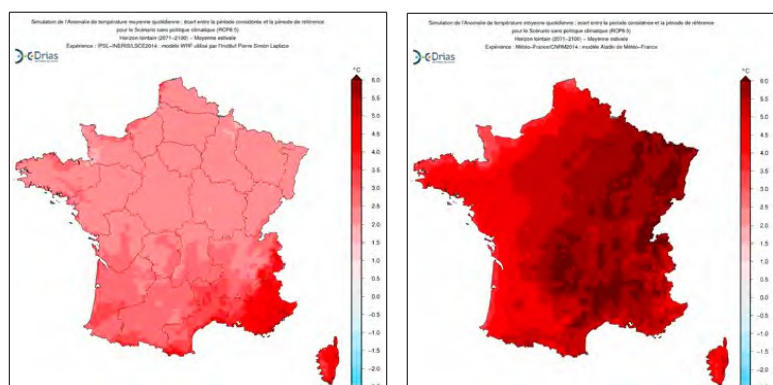 Simulation de l'Anomalie de température moyenne quotidienne : écart entre la période considérée et la période de référence
pour le Scénario sans politique climatique (RCP8.5)
Horizon lointain (2071-2100) - Moyenne estivale
Expérience : IPSL-INERIS/LSCE2014 : modèle WRF utilisé par l'Institut Pierre Simon Laplace
Drias
°C
6.0
5.5
5.0
4.5
4.0
3.5
3.0
2.5
2.0
1.5
1.0
0.5
0.0
-0.5
-1.0
-1.5
-2.0
Simulation de l'Anomalie de température moyenne quotidienne : écart entre la période considérée et la période de référence
pour le Scénario sans politique climatique (RCP8.5)
Horizon lointain (2071-2100) - Moyenne estivale
Expérience : Météo-France/CNRM2014 : modèle Aladin de Météo-France
Drias
°C
6.0
5.5
5.0
4.5
4.0
3.5
3.0
2.5
2.0
1.5
1.0
0.5
0.0
-0.5
-1.0
-1.5
-2.0